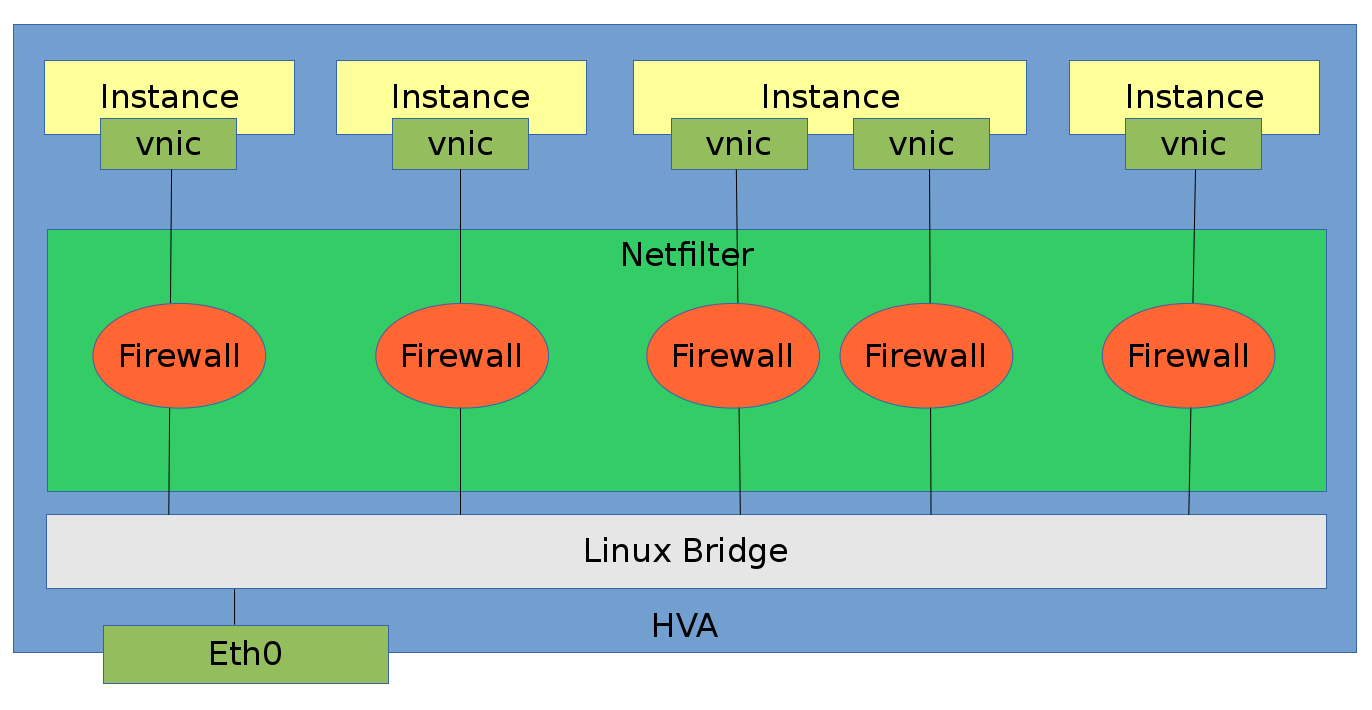 Instance
Instance
Instance
Instance
vnic
vnic
vnic
vnic
vnic
Netfilter
Firewall
Firewall
Firewall
Firewall
Firewall
Linux Bridge
HVA
Eth0